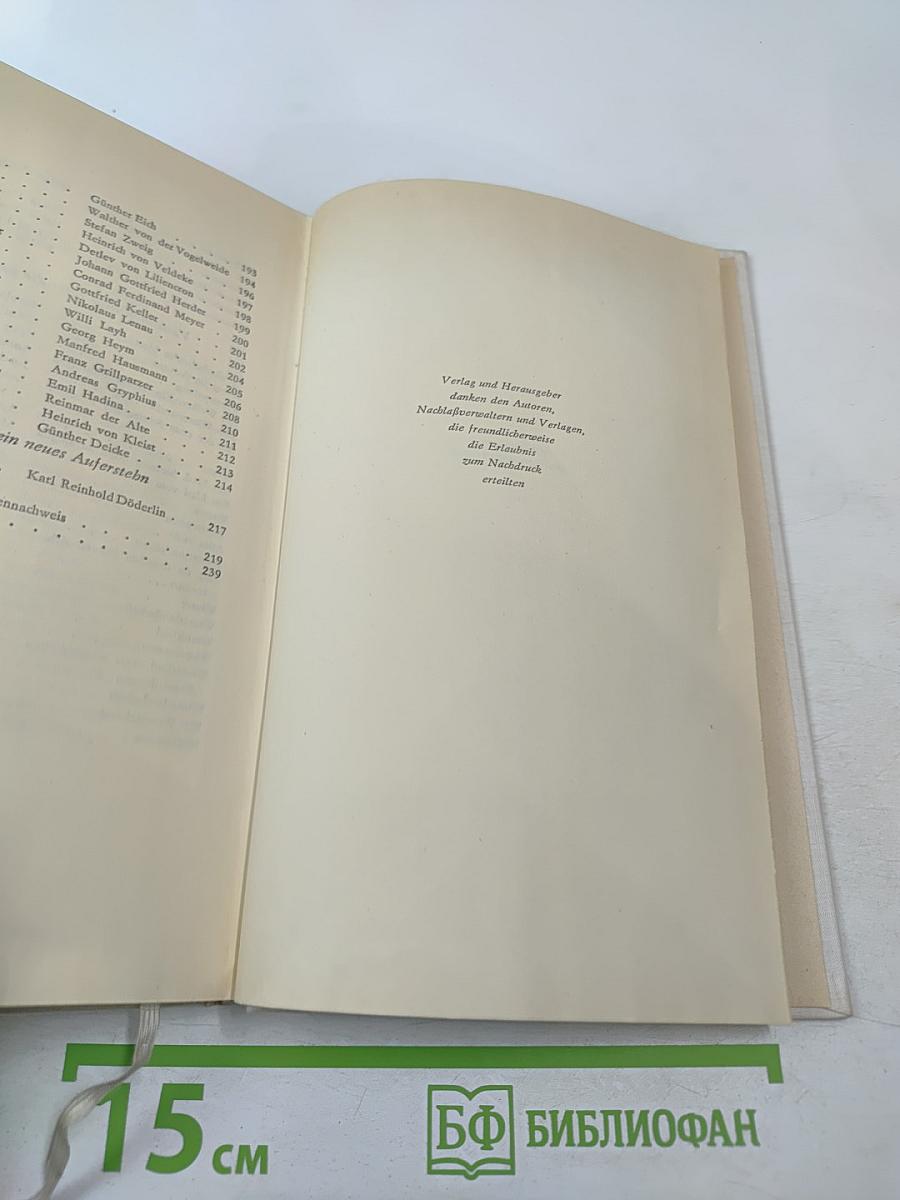 Günther Eich . . . . 193
Walther von der Vogelweide 194
Stefan Zweig . . . . 196
Heinrich von Veldeke . . 197
Detlev von Liliencron . . 198
Johann Gottfried Herder . 199
Conrad Ferdinand Meyer . 200
Gottfried Keller . . . . 201
Nikolaus Lenau . . . . 202
Willi Layh . . . . 204
Georg Heym . . . . 205
Manfred Hausmann . . . 206
Franz Grillparzer . . . 208
Andreas Gryphius . . . 210
Emil Hadina . . . . 211
Reinmar der Alte . . . 212
Heinrich von Kleist . . 213
Günther Deicke . . . . 214
ein neues Auferstehn
Karl Reinhold Döderlin . . 217
ennachweis . . . . . . 219
. . . . . . . . 239
Verlag und Herausgeber
danken den Autoren,
Nachlaßverwaltern und Verlagen,
die freundlicherweise
die Erlaubnis
zum Nachdruck
erteilten
15 см
БФ БИБЛИОФАН